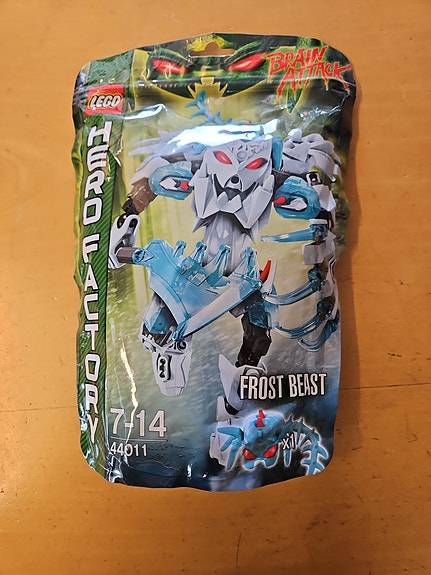 BRAIN
ATTACK
LEGO
HERO FACTORY
FROST BEAST
7-14
44011
x1